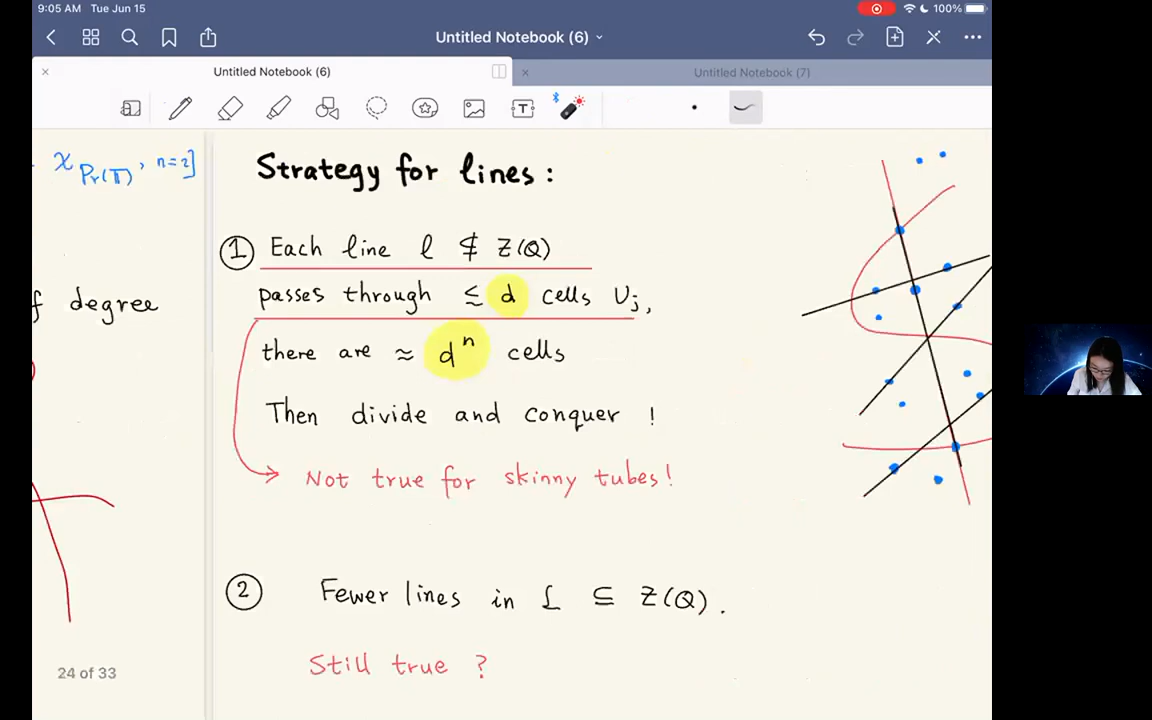 9:05 AM Tue Jun 15
100%
Untitled Notebook (6)
Untitled Notebook (6)
Untitled Notebook (7)
χ Pr(π), n=2]
Strategy for lines:
① Each line l ⊄ Z(Q)
passes through ≤ d cells Uj,
f degree
there are ≈ d^n cells
Then divide and conquer !
Not true for skinny tubes!
② Fewer lines in L ⊆ Z(Q).
Still true ?
24 of 33